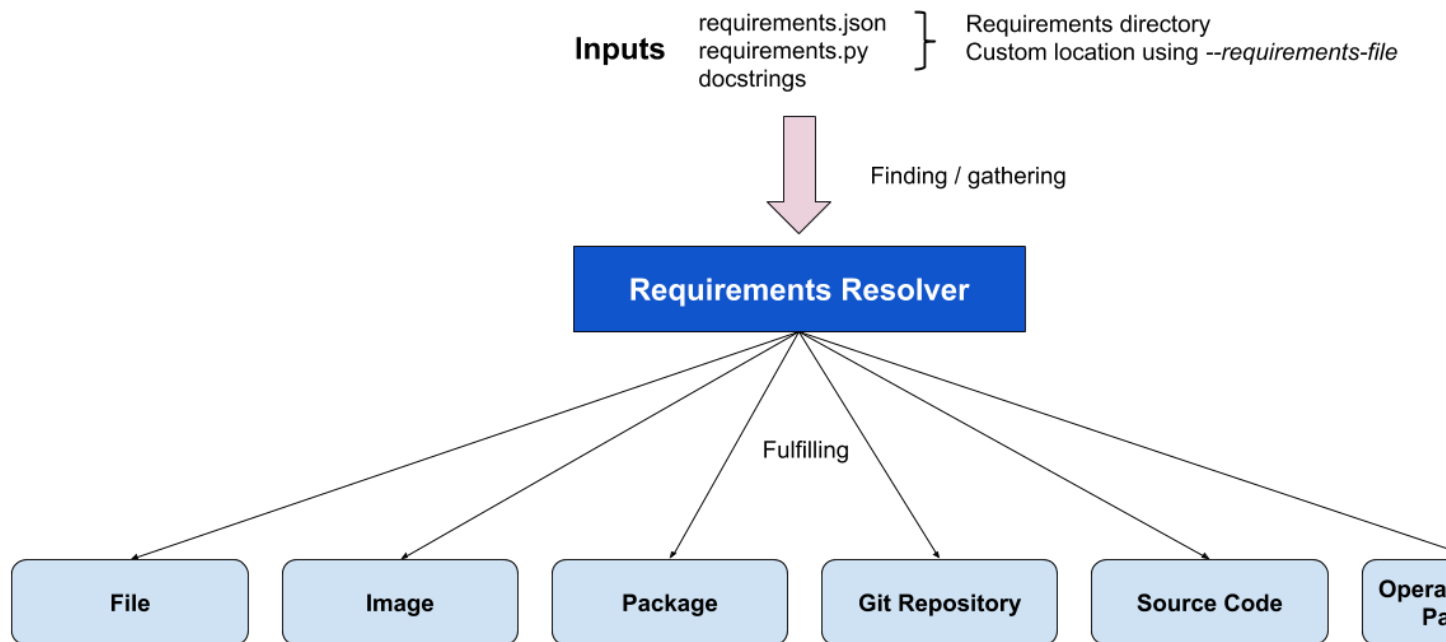 requirements.json
Requirements directory
Inputs
requirements.py
Custom location using --requirements-file
docstrings
Finding / gathering
Requirements Resolver
Fulfilling
File
Image
Package
Git Repository
Source Code